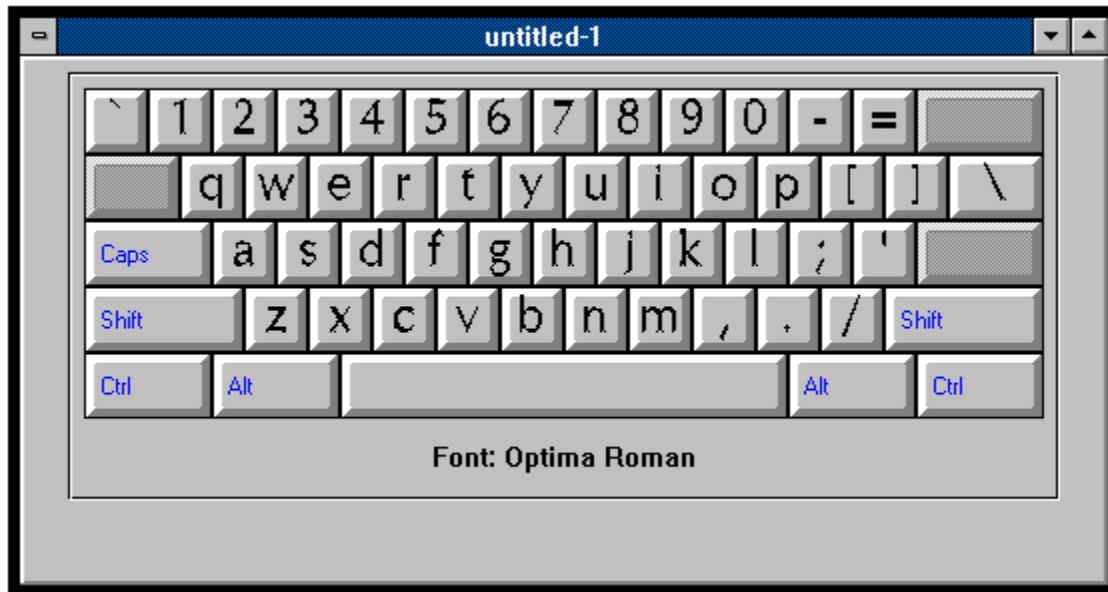 untitled-1
` 1 2 3 4 5 6 7 8 9 0 - =
q w e r t y u i o p [ ] \
Caps a s d f g h j k l ; '
Shift z x c v b n m , . / Shift
Ctrl Alt Alt Ctrl
Font: Optima Roman